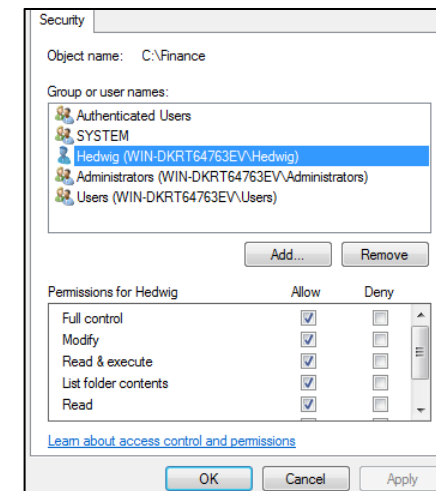 Security
Object name: C:\Finance
Group or user names:
Authenticated Users
SYSTEM
Hedwig (WIN-DKRT64763EV\Hedwig)
Administrators (WIN-DKRT64763EV\Administrators)
Users (WIN-DKRT64763EV\Users)
Add... Remove
Permissions for Hedwig Allow Deny
Full control
Modify
Read & execute
List folder contents
Read
Learn about access control and permissions
OK Cancel Apply